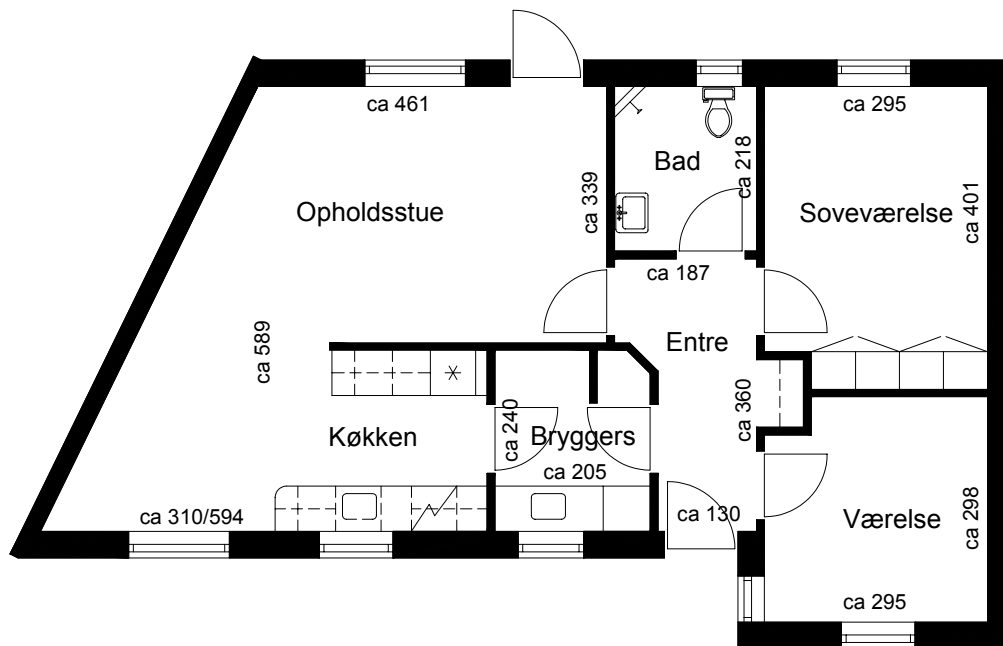 ca 461
ca 295
Bad
ca 218
ca 339
Opholdsstue
Soveværelse
ca 401
ca 187
ca 589
Entre
ca 360
ca 240
Køkken
Bryggers
ca 205
ca 310/594
ca 130
Værelse
ca 298
ca 295